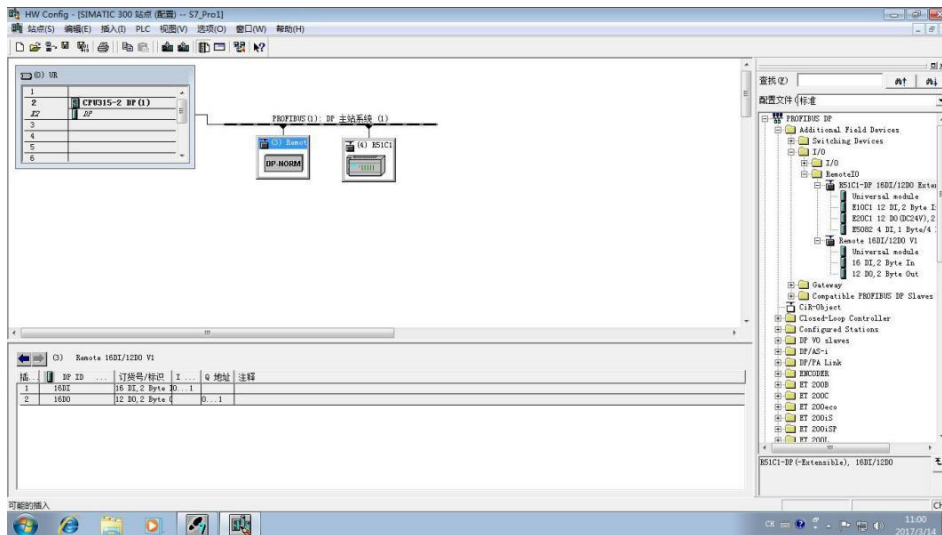 HW Config - [SIMATIC 300 站点 (配置) -- S7_Pro1]
站点(S) 编辑(E) 插入(I) PLC 视图(V) 选项(O) 窗口(W) 帮助(H)
(0) UR
1
2 CPU315-2 DP(1)
X2 DP
3
4
5
6
PROFIBUS(1): DP 主站系统 (1)
(3) Remot
DP-NORM
(4) R51C1
查找(F)
配置文件 标准
PROFIBUS DP
Additional Field Devices
Switching Devices
I/O
I/O
RemoteIO
R51C1-DP 16DI/12DO Exten
Universal module
E10C1 12 DI,2 Byte I
E20C1 12 DO(DC24V),2
E5082 4 DI,1 Byte/4
Remote 16DI/12DO V1
Universal module
16 DI,2 Byte In
12 DO,2 Byte Out
Gateway
Compatible PROFIBUS DP Slaves
CiR-Object
Closed-Loop Controller
Configured Stations
DP V0 slaves
DP/AS-i
DP/PA Link
ENCODER
ET 200B
ET 200C
ET 200eco
ET 200iS
ET 200iSP
ET 200L
R51C1-DP(-Extensible), 16DI/12DO
(3) Remote 16DI/12DO V1
插... DP ID ... 订货号/标识 I ... Q 地址 注释
1 16DI 16 DI,2 Byte 0...1
2 16DO 12 DO,2 Byte 0...1
可能的插入
CH
11:00
2017/3/14